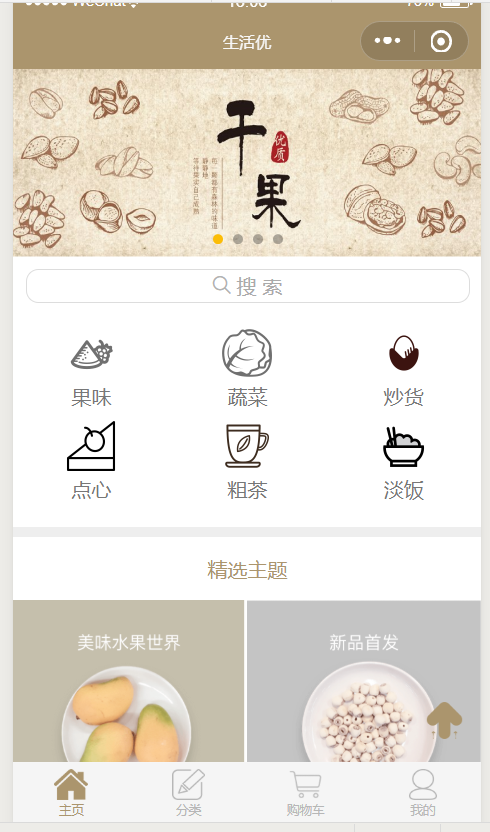 WeChat
生活优
干果
优质
搜 索
果味
蔬菜
炒货
点心
粗茶
淡饭
精选主题
美味水果世界
新品首发
主页
分类
购物车
我的